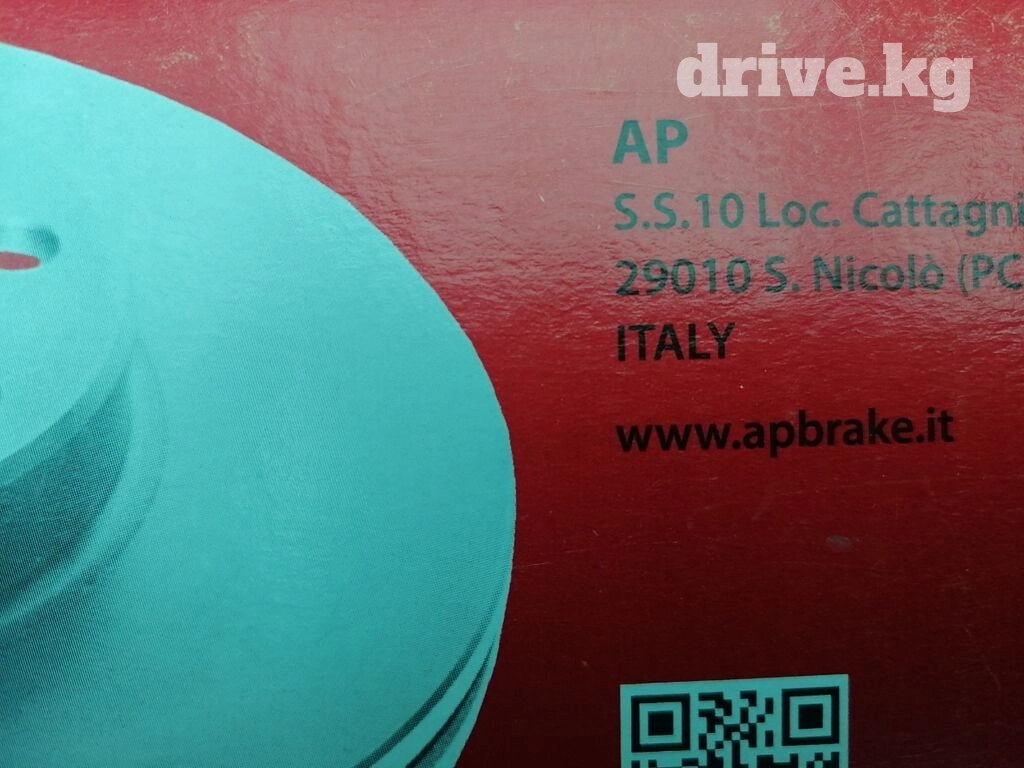 drive.kg
AP
S.S.10 Loc. Cattagni
29010 S. Nicolò (PC
ITALY
www.apbrake.it